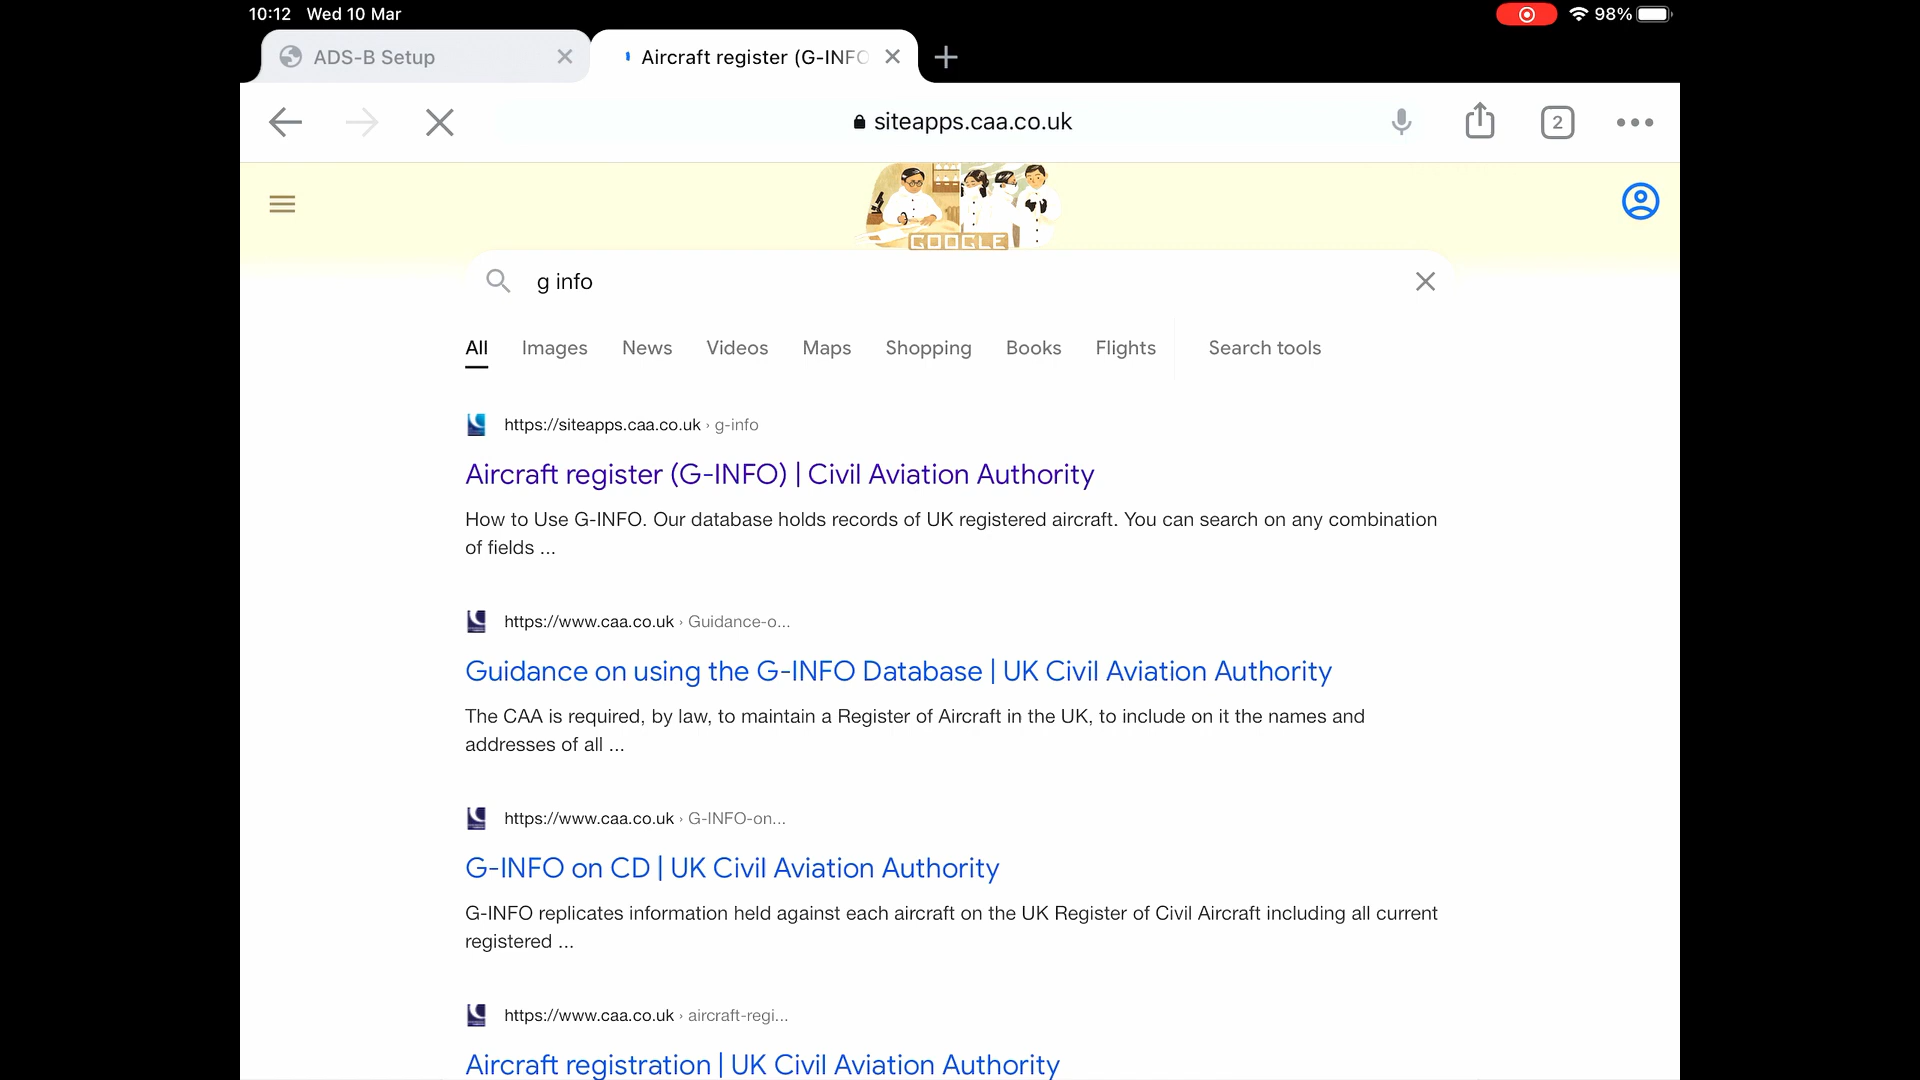 10:12 Wed 10 Mar
98%
ADS-B Setup
Aircraft register (G-INFO
siteapps.caa.co.uk
2
GOOGLE
g info
All Images News Videos Maps Shopping Books Flights Search tools
https://siteapps.caa.co.uk › g-info
Aircraft register (G-INFO) | Civil Aviation Authority
How to Use G-INFO. Our database holds records of UK registered aircraft. You can search on any combination
of fields ...
https://www.caa.co.uk › Guidance-o...
Guidance on using the G-INFO Database | UK Civil Aviation Authority
The CAA is required, by law, to maintain a Register of Aircraft in the UK, to include on it the names and
addresses of all ...
https://www.caa.co.uk › G-INFO-on...
G-INFO on CD | UK Civil Aviation Authority
G-INFO replicates information held against each aircraft on the UK Register of Civil Aircraft including all current
registered ...
https://www.caa.co.uk › aircraft-regi...
Aircraft registration | UK Civil Aviation Authority